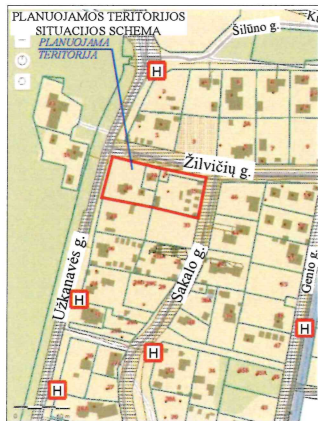 PLANUOJAMOS TERITORIJOS
SITUACIJOS SCHEMA
PLANUOJAMA
TERITORIJA
Šilūno g.
H
Žilvičių g.
Užkanavės g.
Sakalo g.
Genio g.
H
H
H
H